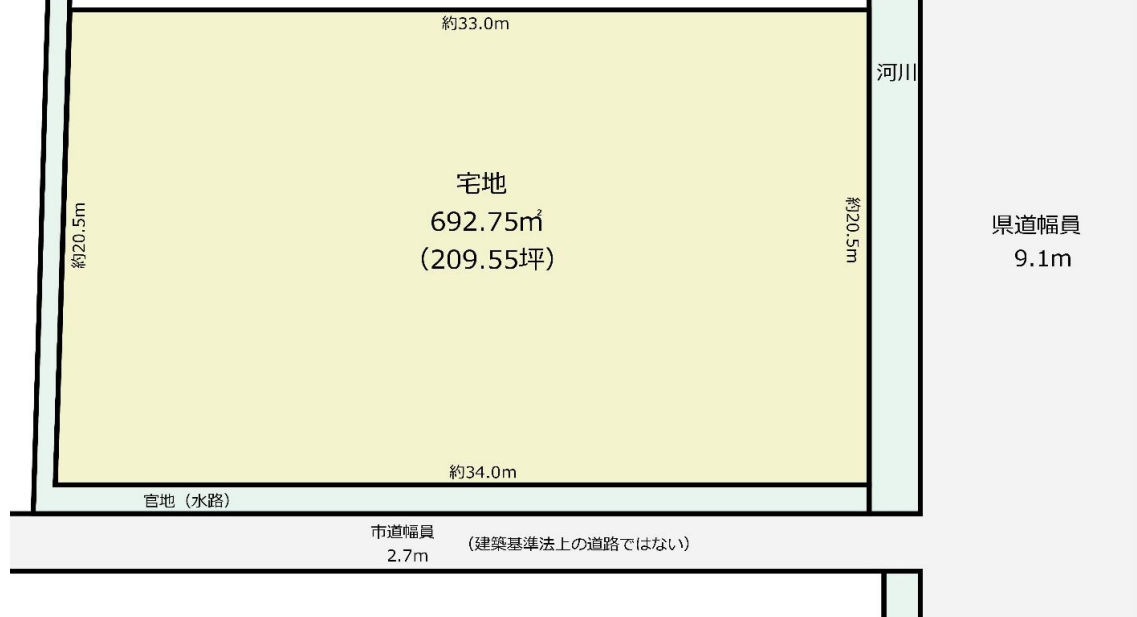 約33.0m
河川
宅地
692.75㎡
（209.55坪）
約20.5m
約20.5m
県道幅員
9.1m
約34.0m
官地（水路）
市道幅員
2.7m
（建築基準法上の道路ではない）